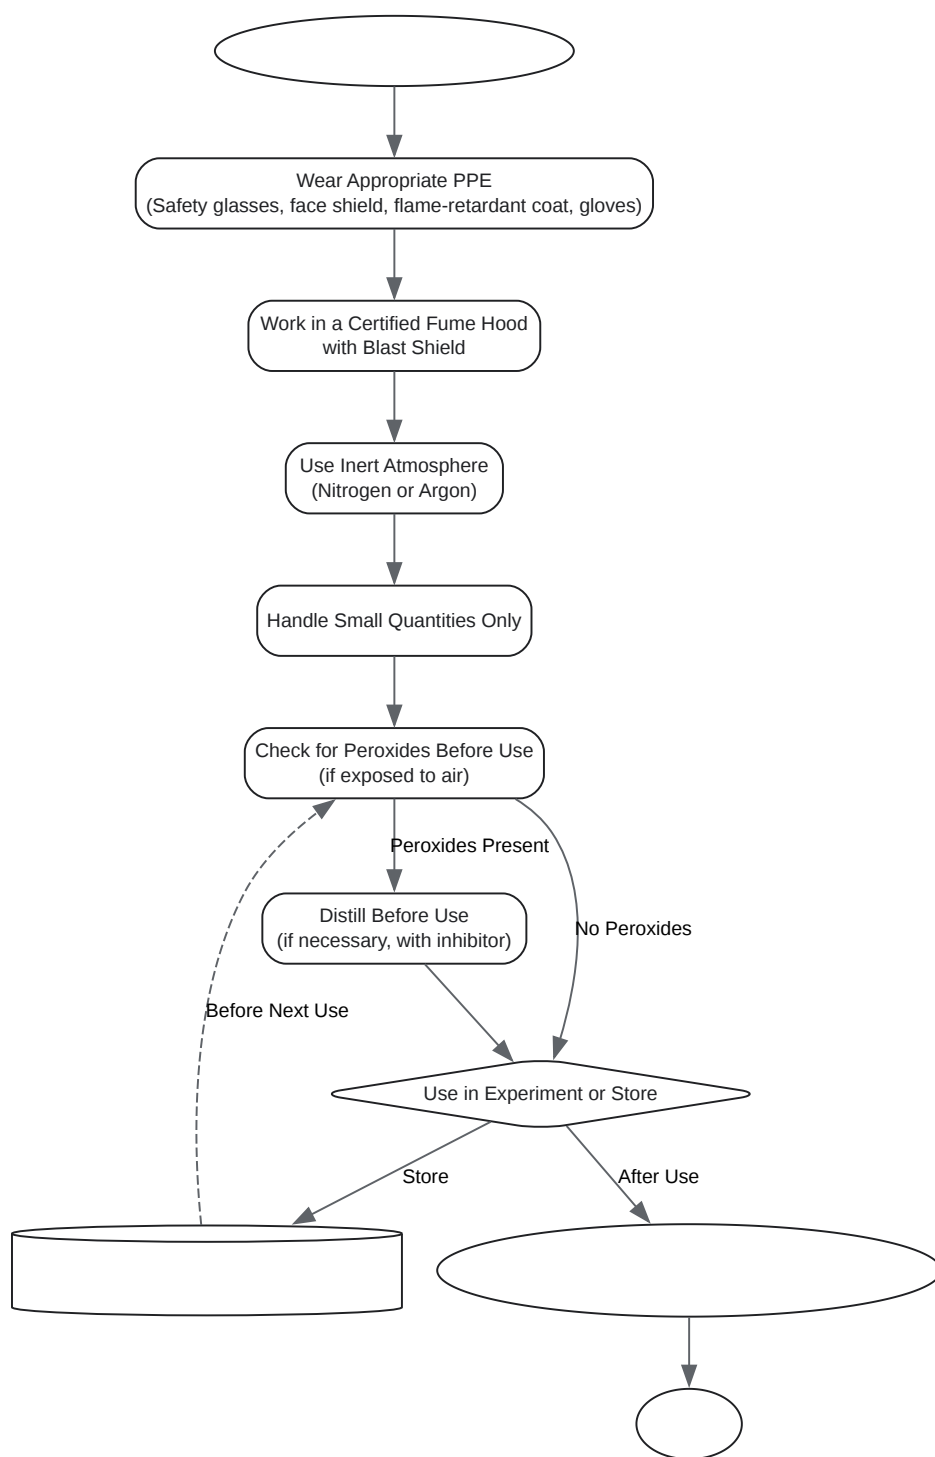 Wear Appropriate PPE
(Safety glasses, face shield, flame-retardant coat, gloves)
Work in a Certified Fume Hood
with Blast Shield
Use Inert Atmosphere
(Nitrogen or Argon)
Handle Small Quantities Only
Check for Peroxides Before Use
(if exposed to air)
Peroxides Present
Distill Before Use
(if necessary, with inhibitor)
No Peroxides
Before Next Use
Use in Experiment or Store
Store
After Use